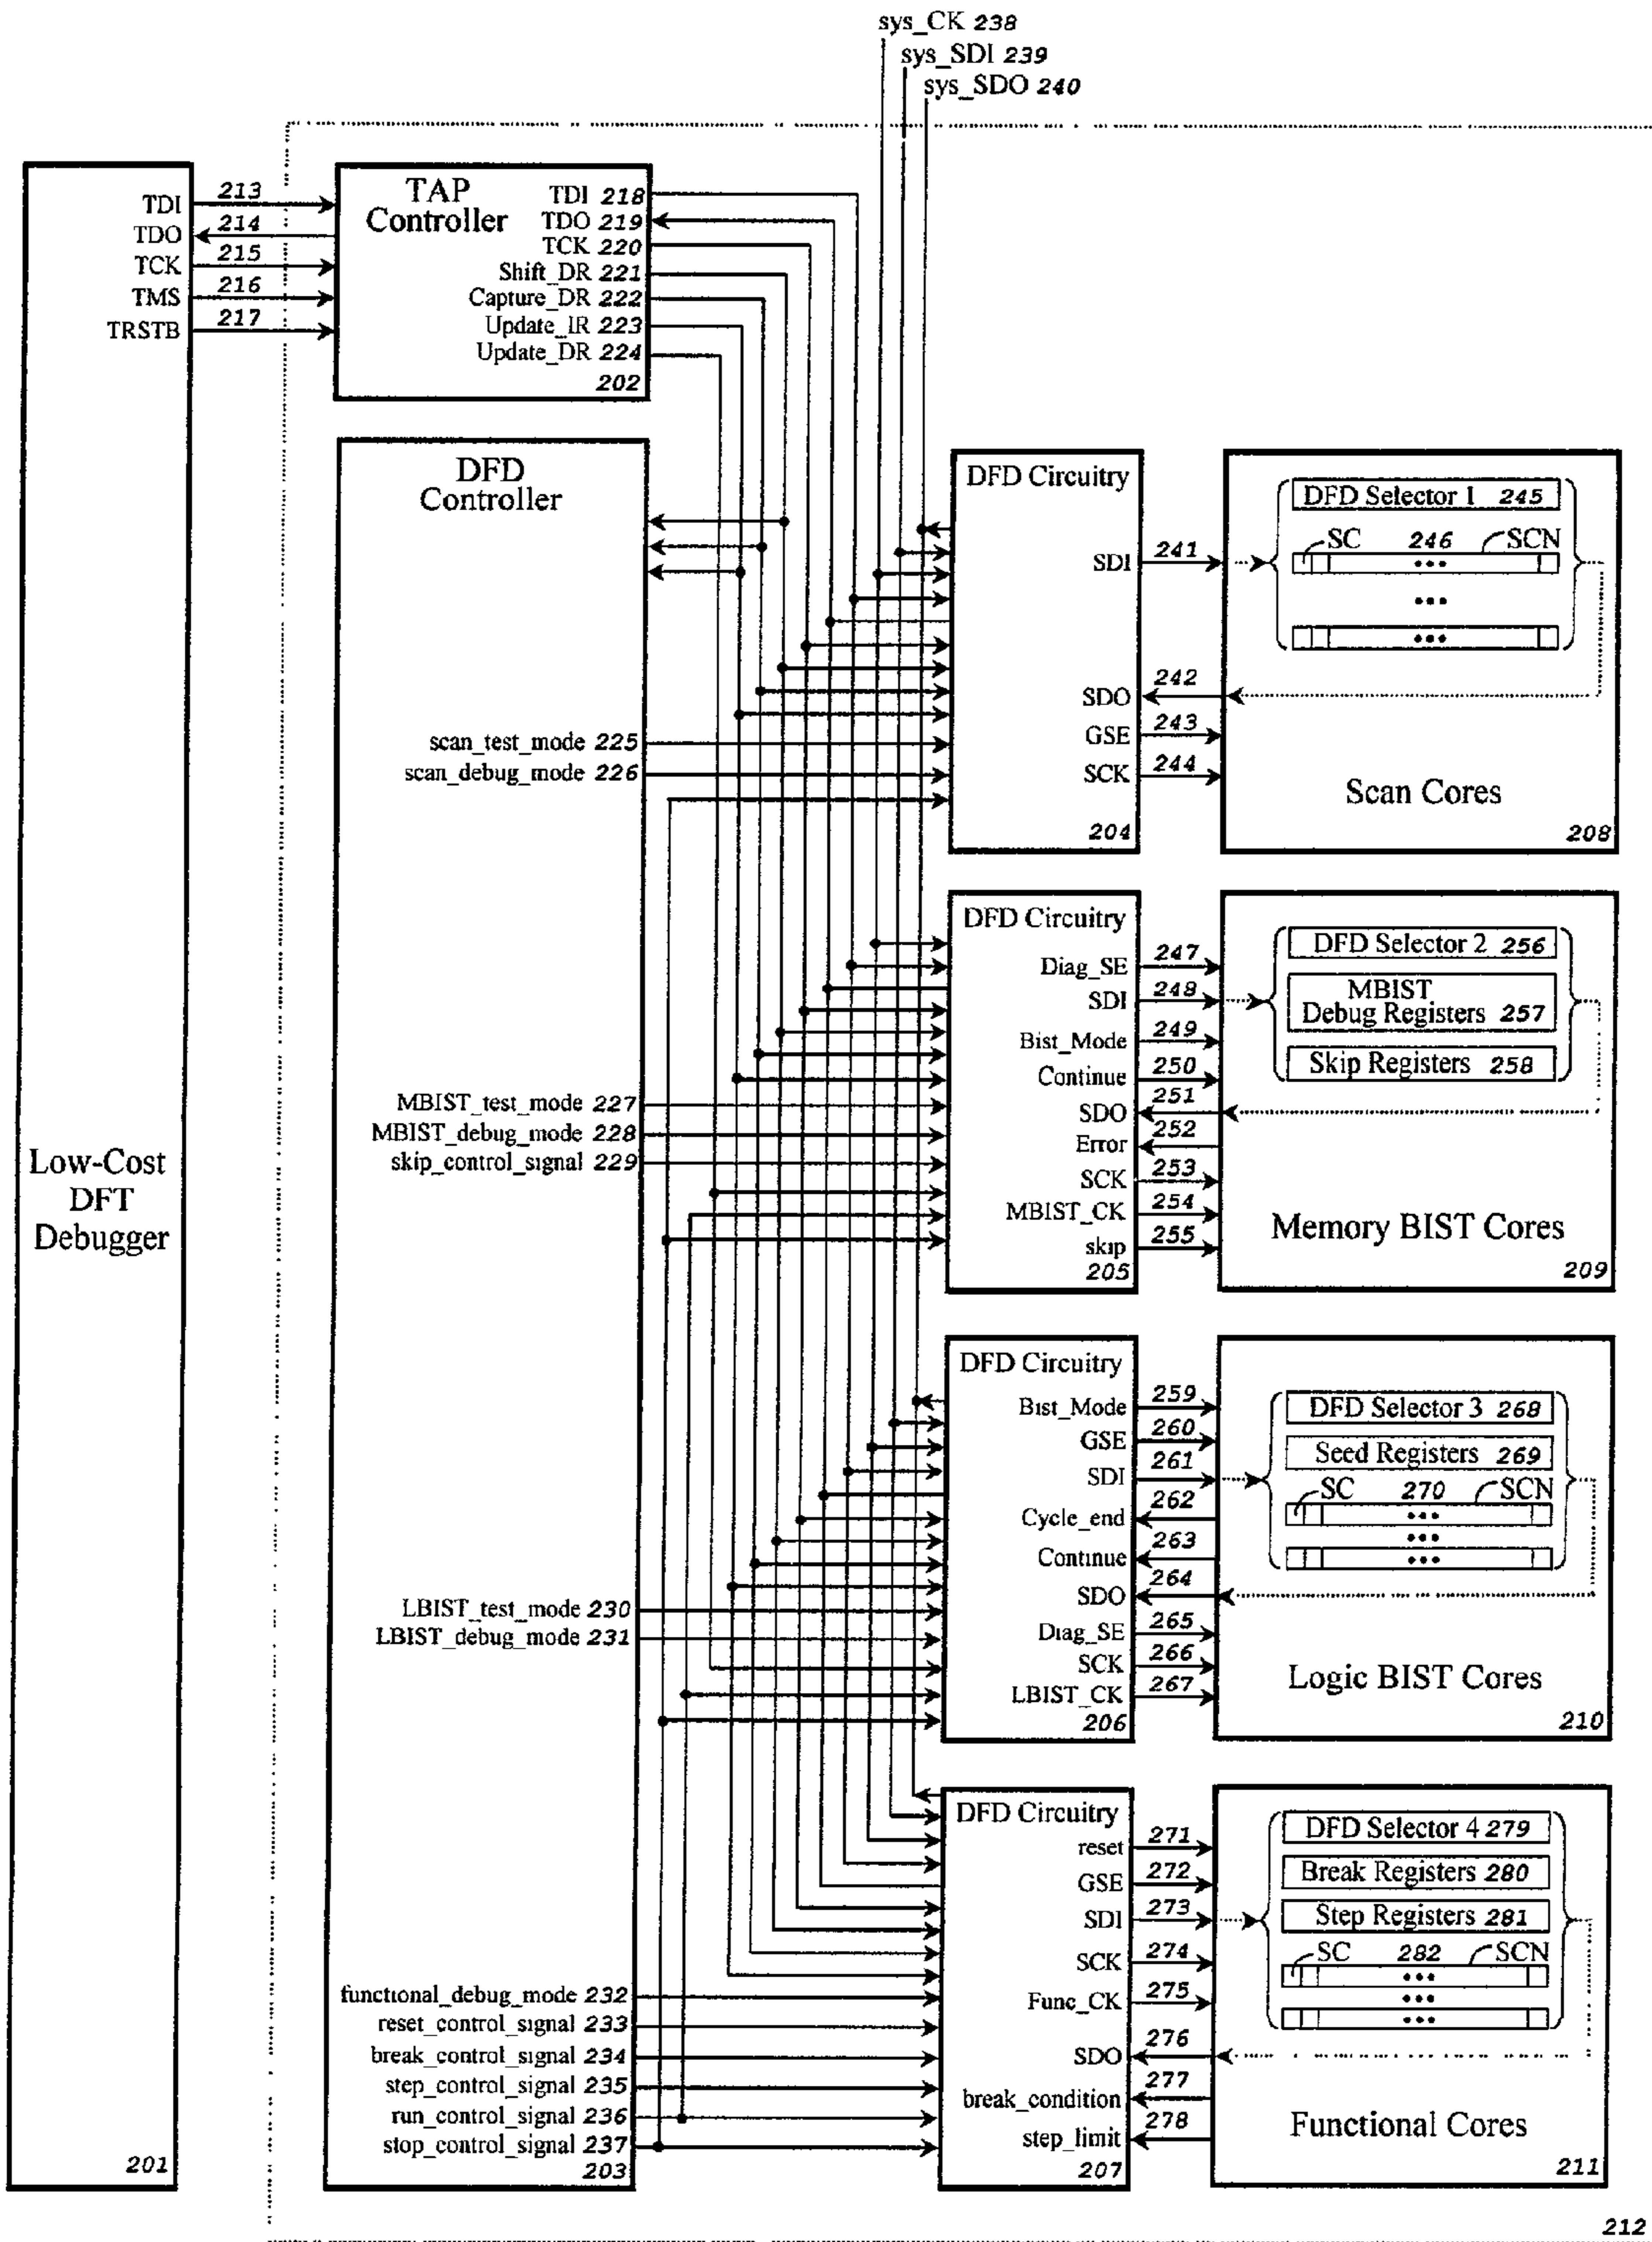 sys_CK 238
sys_SDI 239
sys_SDO 240
TDI 213
TDO 214
TCK 215
TMS 216
TRSTB 217
Low-Cost
DFT
Debugger
201
TAP
Controller
TDI 218
TDO 219
TCK 220
Shift_DR 221
Capture_DR 222
Update_IR 223
Update_DR 224
202
DFD
Controller
scan_test_mode 225
scan_debug_mode 226
MBIST_test_mode 227
MBIST_debug_mode 228
skip_control_signal 229
LBIST_test_mode 230
LBIST_debug_mode 231
functional_debug_mode 232
reset_control_signal 233
break_control_signal 234
step_control_signal 235
run_control_signal 236
stop_control_signal 237
203
DFD Circuitry
SDI 241
SDO 242
GSE 243
SCK 244
204
DFD Selector 1 245
SC 246 SCN
•••
•••
•••
Scan Cores
208
DFD Circuitry
Diag_SE 247
SDI 248
Bist_Mode 249
Continue 250
SDO 251
Error 252
SCK 253
MBIST_CK 254
skip 255
205
DFD Selector 2 256
MBIST
Debug Registers 257
Skip Registers 258
Memory BIST Cores
209
DFD Circuitry
Bist_Mode 259
GSE 260
SDI 261
Cycle_end 262
Continue 263
SDO 264
Diag_SE 265
SCK 266
LBIST_CK 267
206
DFD Selector 3 268
Seed Registers 269
SC 270 SCN
•••
•••
•••
Logic BIST Cores
210
DFD Circuitry
reset 271
GSE 272
SDI 273
SCK 274
Func_CK 275
SDO 276
break_condition 277
step_limit 278
207
DFD Selector 4 279
Break Registers 280
Step Registers 281
SC 282 SCN
•••
•••
•••
Functional Cores
211
212